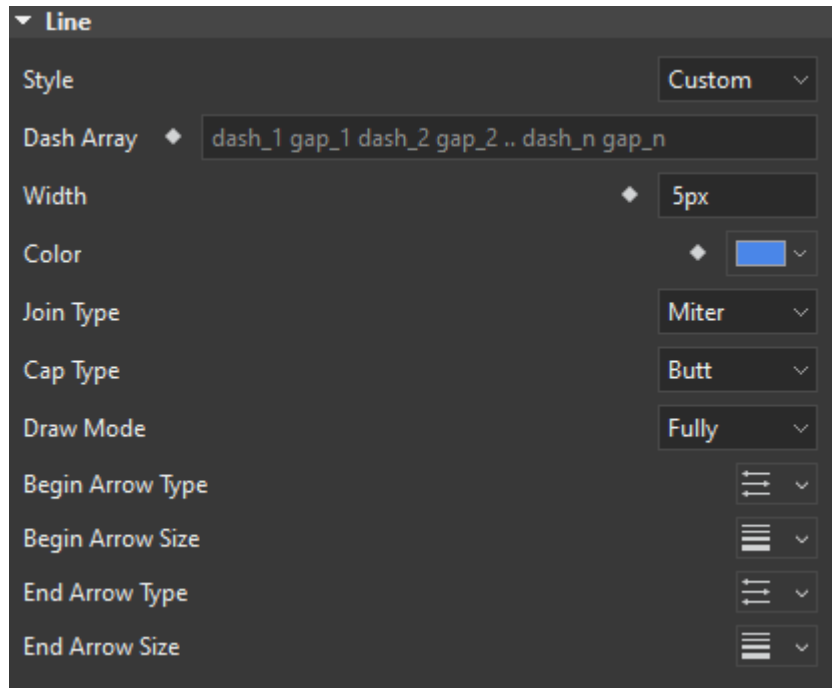 Line
Style Custom
Dash Array dash_1 gap_1 dash_2 gap_2 .. dash_n gap_n
Width 5px
Color
Join Type Miter
Cap Type Butt
Draw Mode Fully
Begin Arrow Type
Begin Arrow Size
End Arrow Type
End Arrow Size